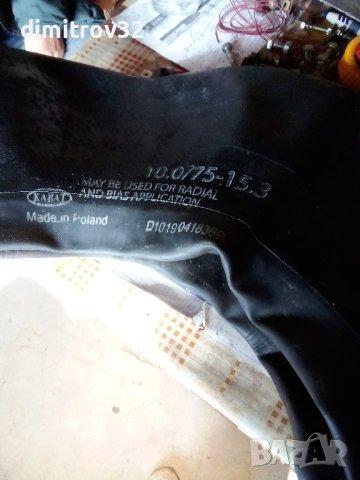 dimitrov32
10.0/75-15.3
KABAT
MAY BE USED FOR RADIAL
AND BIAS APPLICATION
Made in Poland
BAZAR